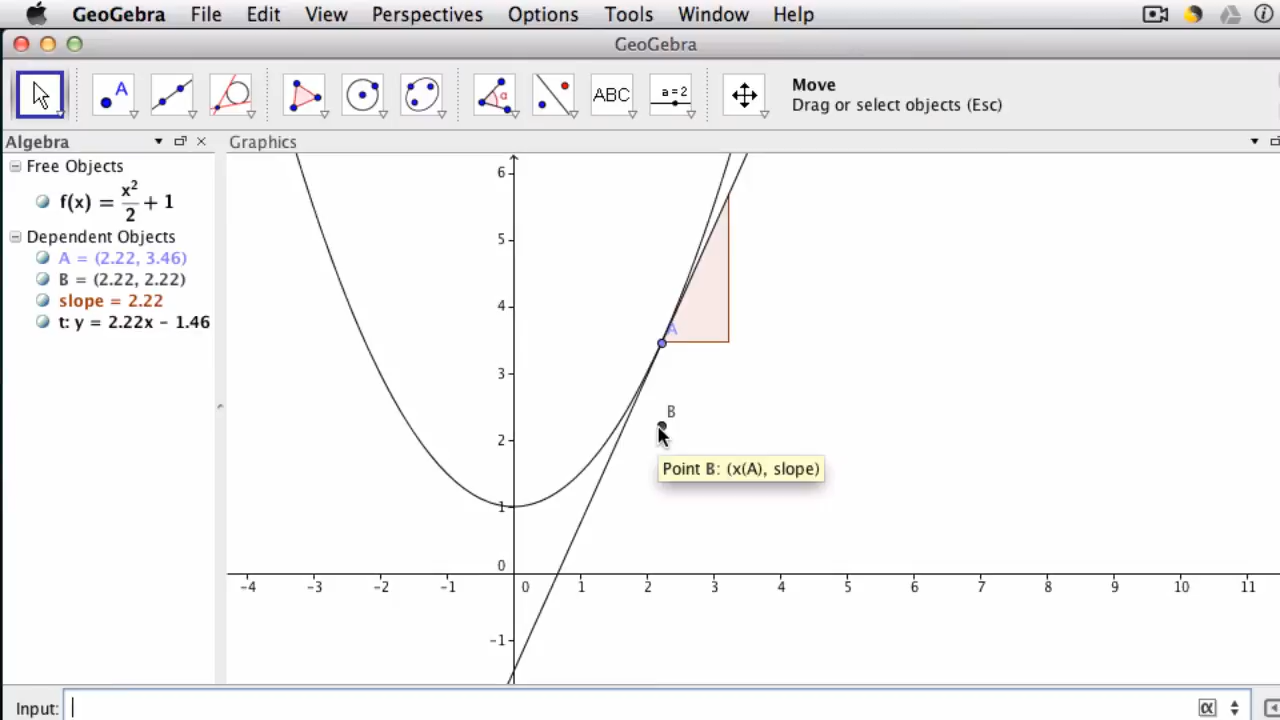 GeoGebra File Edit View Perspectives Options Tools Window Help
GeoGebra
A
α
ABC
a=2
Move
Drag or select objects (Esc)
Algebra
Graphics
Free Objects
f(x) = x²/2 + 1
Dependent Objects
A = (2.22, 3.46)
B = (2.22, 2.22)
slope = 2.22
t: y = 2.22x − 1.46
6
5
4
3
2
1
0
−1
A
B
Point B: (x(A), slope)
−4 −3 −2 −1 0 1 2 3 4 5 6 7 8 9 10 11
Input:
α